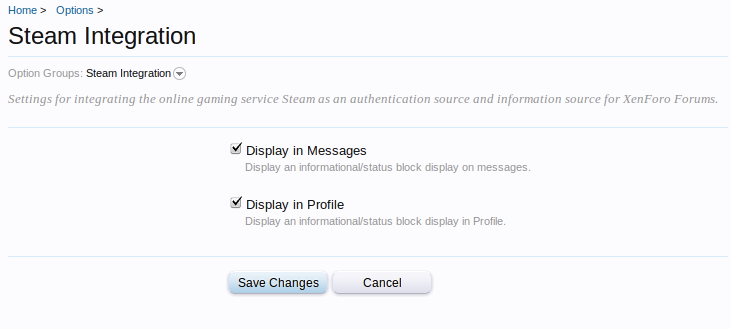 Home > Options >
Steam Integration
Option Groups: Steam Integration
Settings for integrating the online gaming service Steam as an authentication source and information source for XenForo Forums.
Display in Messages
Display an informational/status block display on messages.
Display in Profile
Display an informational/status block display in Profile.
Save Changes Cancel